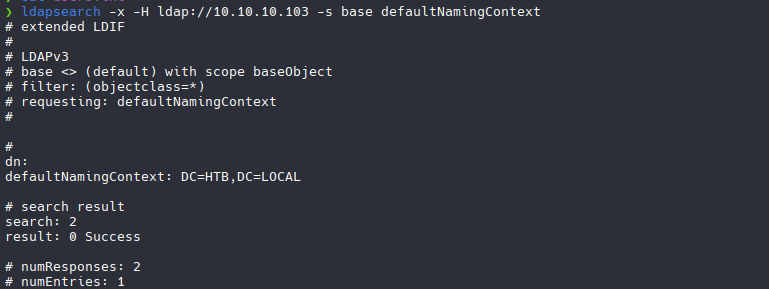 ❯ ldapsearch -x -H ldap://10.10.10.103 -s base defaultNamingContext
# extended LDIF
#
# LDAPv3
# base <> (default) with scope baseObject
# filter: (objectclass=*)
# requesting: defaultNamingContext
#
#
dn:
defaultNamingContext: DC=HTB,DC=LOCAL
# search result
search: 2
result: 0 Success
# numResponses: 2
# numEntries: 1